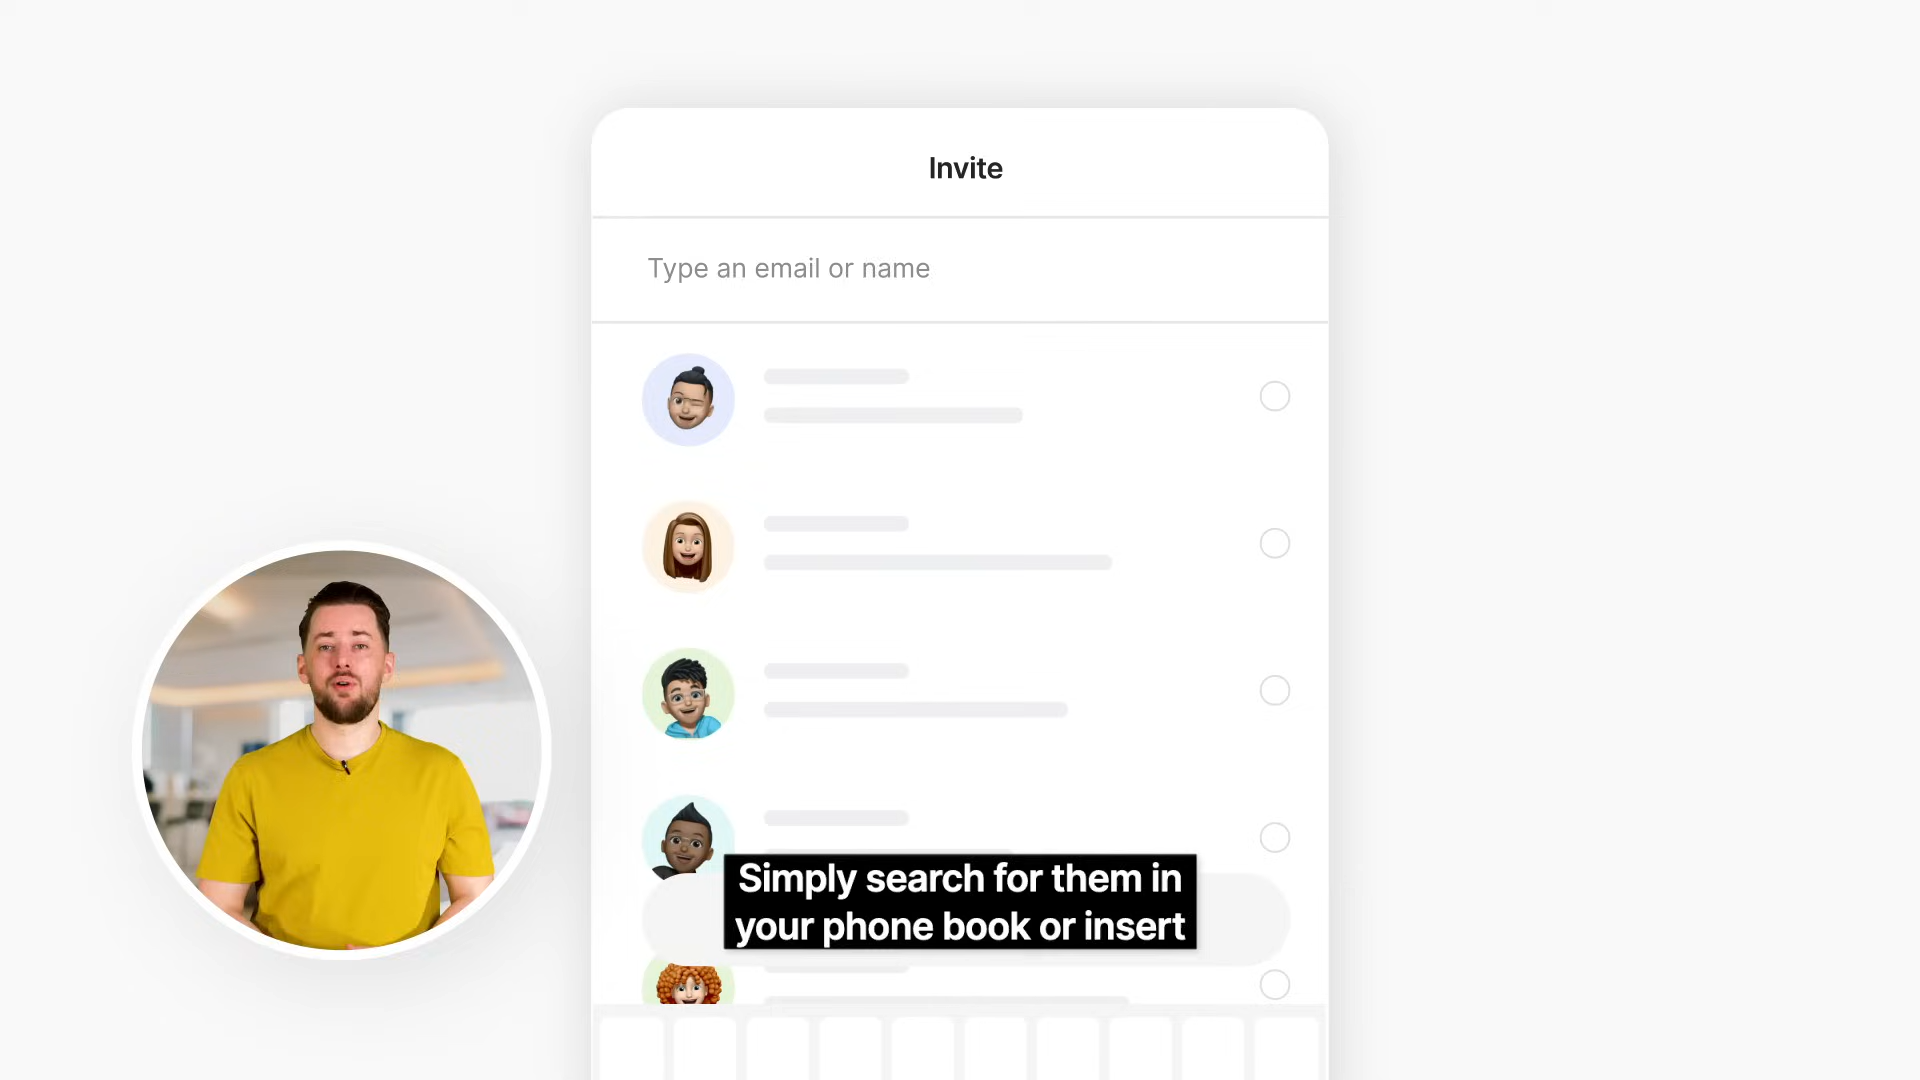 Invite
Type an email or name
Simply search for them in
your phone book or insert